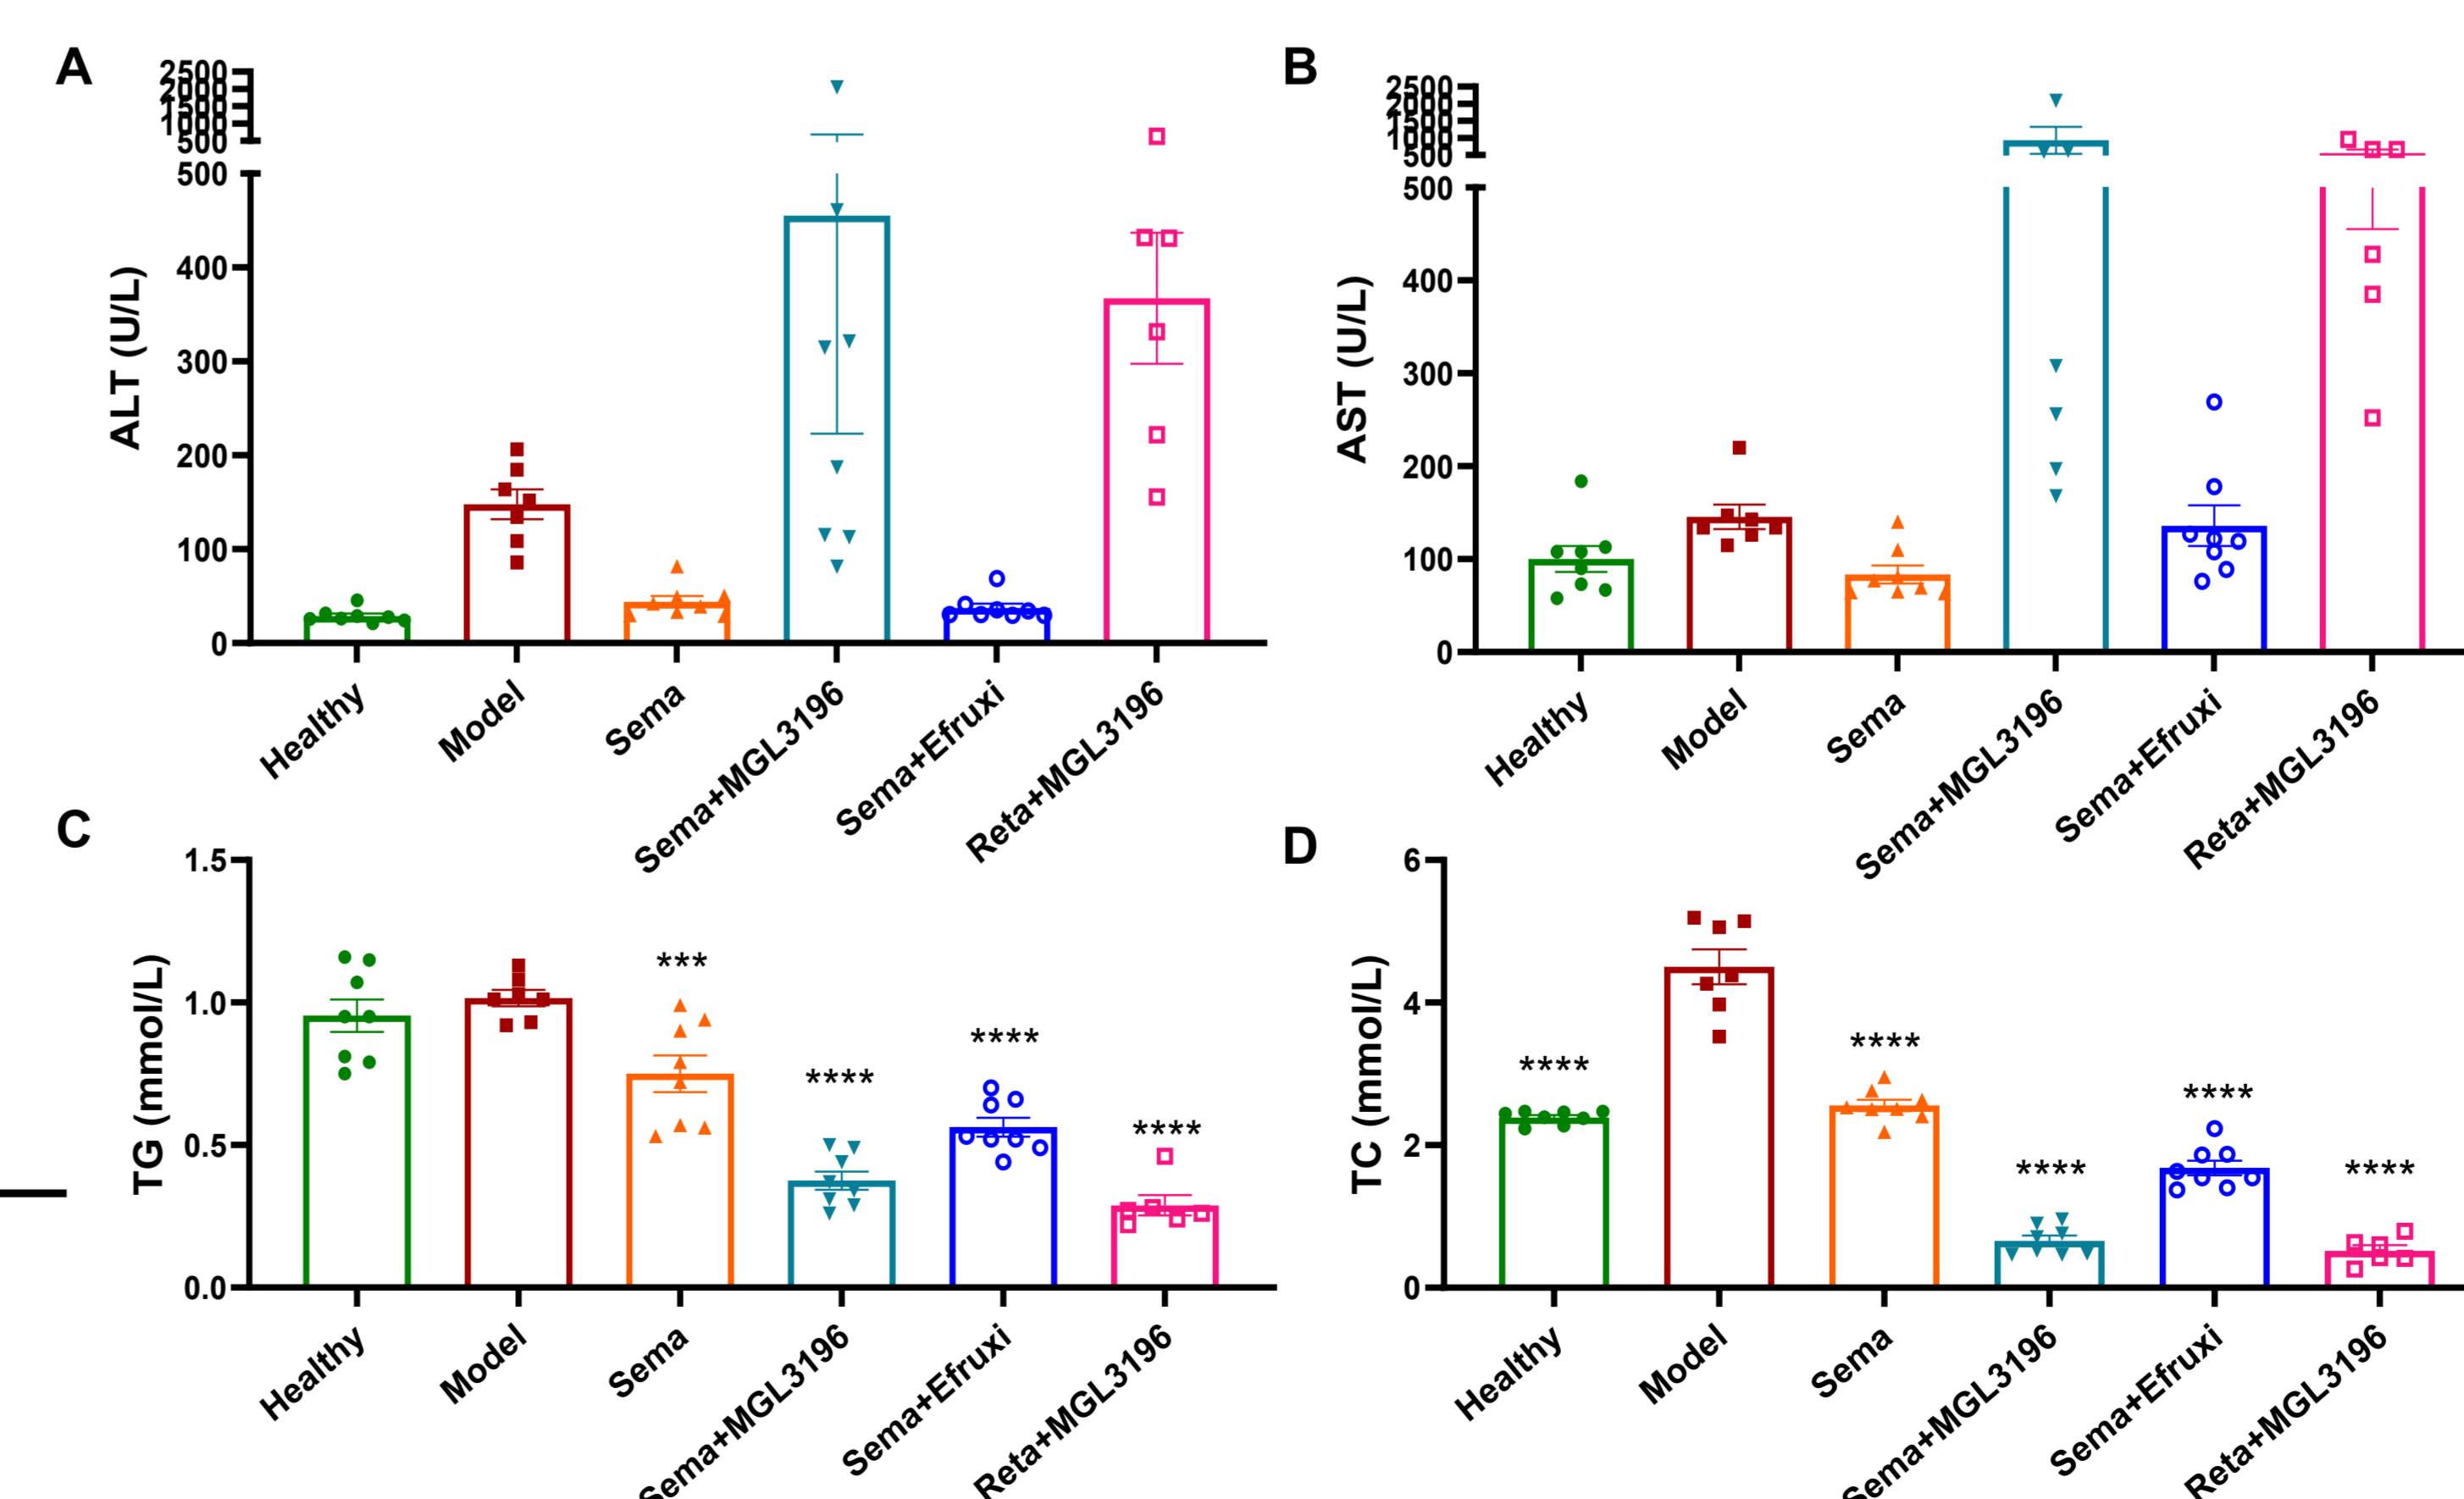 A
2500
2000
1500
1000
500
500
400
300
200
100
0
ALT (U/L)
Healthy
Model
Sema
Sema+MGL3196
Sema+Efruxi
Reta+MGL3196
B
2500
2000
1500
1000
500
500
400
300
200
100
0
AST (U/L)
Healthy
Model
Sema
Sema+MGL3196
Sema+Efruxi
Reta+MGL3196
C
1.5
1.0
0.5
0.0
TG (mmol/L)
***
****
****
****
Healthy
Model
Sema
Sema+MGL3196
Sema+Efruxi
Reta+MGL3196
D
6
4
2
0
TC (mmol/L)
****
****
****
****
****
Healthy
Model
Sema
Sema+MGL3196
Sema+Efruxi
Reta+MGL3196